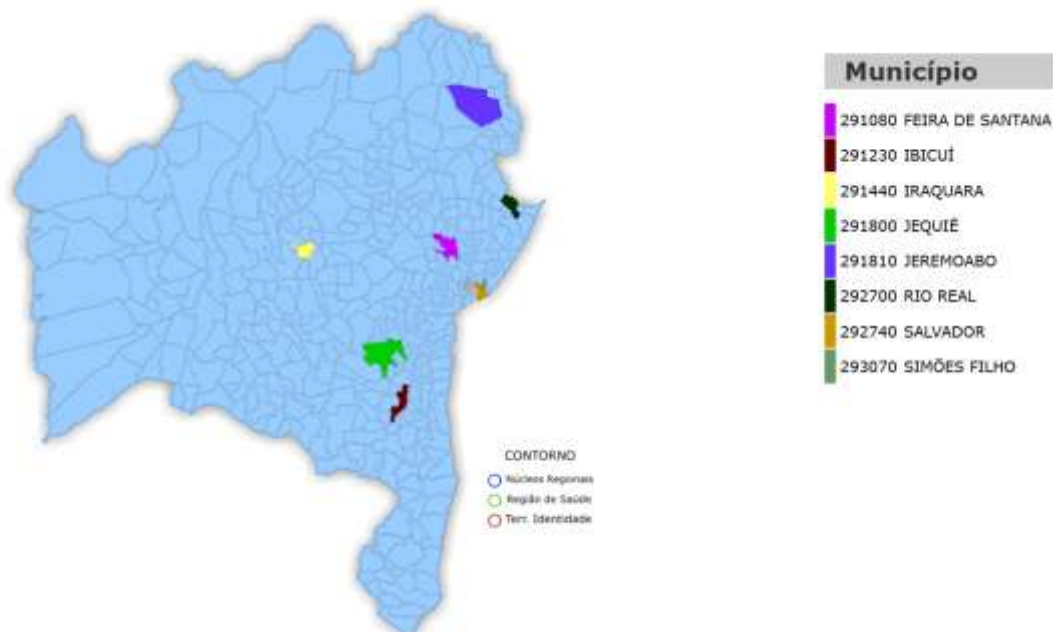 Município
291080 FEIRA DE SANTANA
291230 IBICUÍ
291440 IRAQUARA
291800 JEQUIÉ
291810 JEREMOABO
292700 RIO REAL
292740 SALVADOR
293070 SIMÕES FILHO
CONTORNO
Núcleos Regionais
Região de Saúde
Terr. Identidade